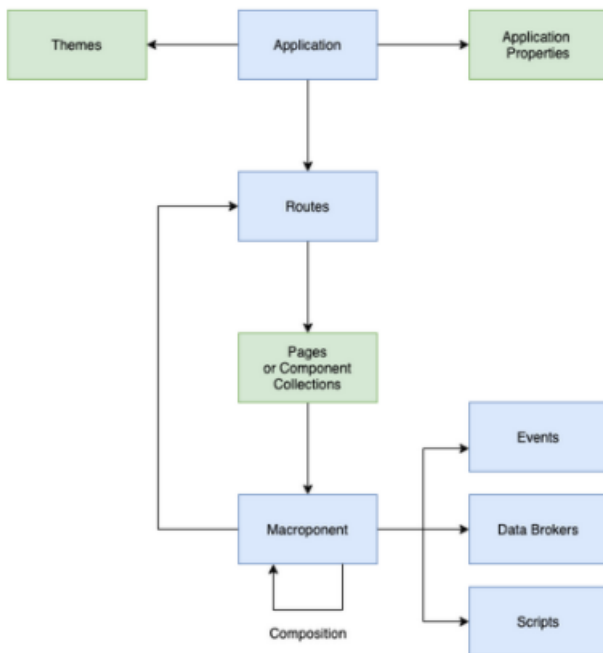 Themes
Application
Application
Properties
Routes
Pages
or Component
Collections
Events
Macroponent
Data Brokers
Composition
Scripts